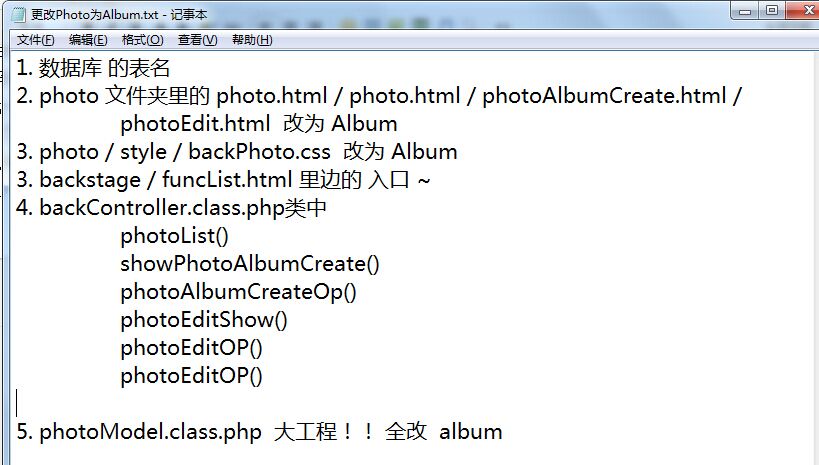 更改Photo为Album.txt - 记事本
文件(F) 编辑(E) 格式(O) 查看(V) 帮助(H)
1. 数据库 的表名
2. photo 文件夹里的 photo.html / photo.html / photoAlbumCreate.html /
photoEdit.html 改为 Album
3. photo / style / backPhoto.css 改为 Album
3. backstage / funcList.html 里边的 入口 ~
4. backController.class.php类中
photoList()
showPhotoAlbumCreate()
photoAlbumCreateOp()
photoEditShow()
photoEditOP()
photoEditOP()
5. photoModel.class.php 大工程！！ 全改 album